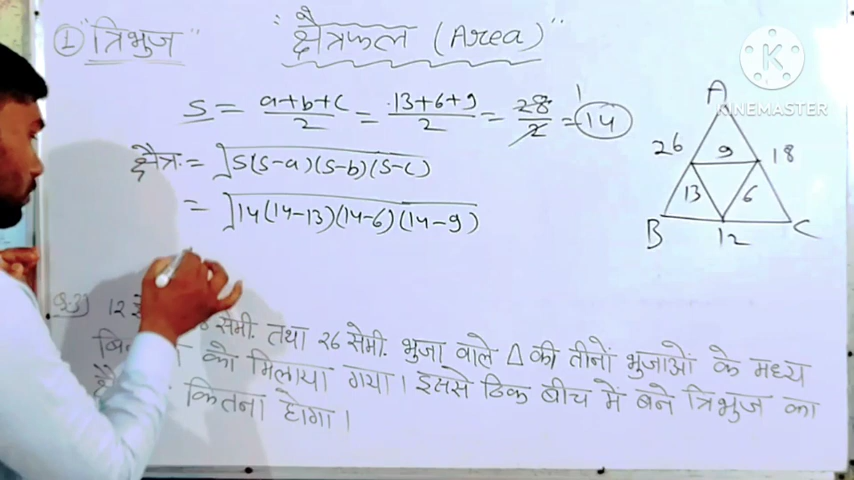 ① "त्रिभुज" "क्षैत्रफल (Area)"
S = a+b+c/2 = 13+6+9/2 = 28/2 = 14
क्षैत्र. = √S(S-a)(S-b)(S-c)
= √14(14-13)(14-6)(14-9)
A
26 9 18
13 6
B 12 C
KINEMASTER
Q.3) 12 सेमी. तथा 26 सेमी. भुजा वाले Δ की तीनों भुजाओं के मध्य
को मिलाया गया। इससे ठिक बीच में बने त्रिभुज का
कितना होगा।